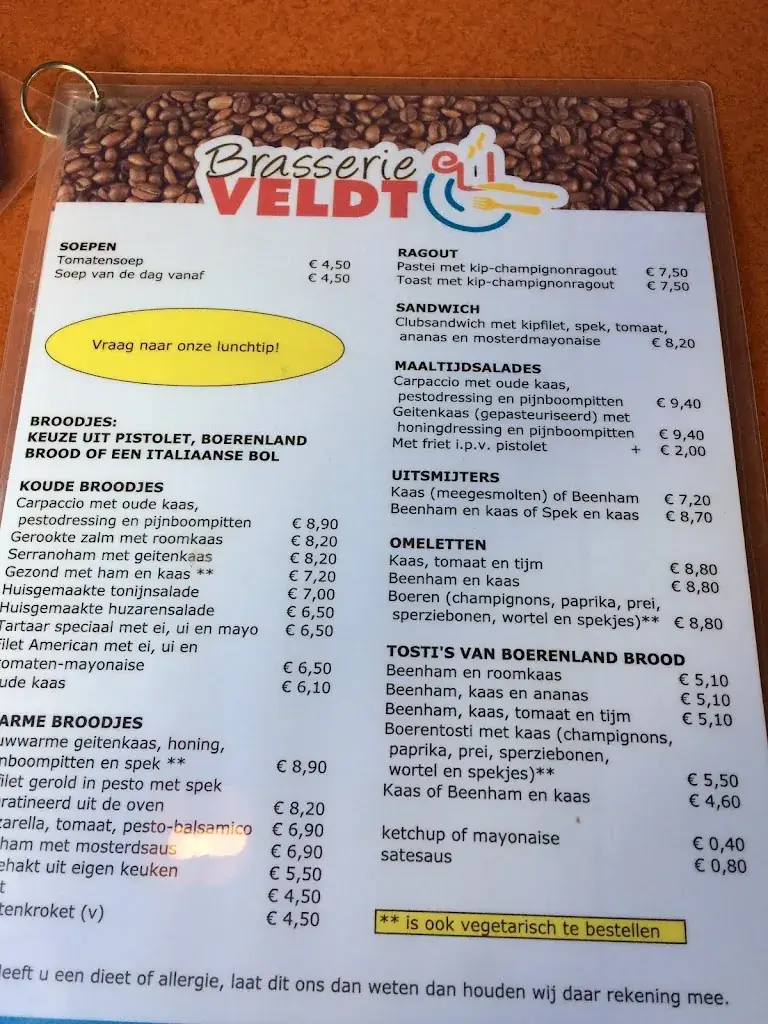 Brasserie
VELDT
SOEPEN
Tomatensoep € 4,50
Soep van de dag vanaf € 4,50
Vraag naar onze lunchtip!
BROODJES:
KEUZE UIT PISTOLET, BOERENLAND
BROOD OF EEN ITALIAANSE BOL
KOUDE BROODJES
Carpaccio met oude kaas,
pestodressing en pijnboompitten € 8,90
Gerookte zalm met roomkaas € 8,20
Serranoham met geitenkaas € 8,20
Gezond met ham en kaas ** € 7,20
Huisgemaakte tonijnsalade € 7,00
Huisgemaakte huzarensalade € 6,50
Tartaar speciaal met ei, ui en mayo € 6,50
Filet American met ei, ui en
tomaten-mayonaise € 6,50
ude kaas € 6,10
ARME BROODJES
uwwarme geitenkaas, honing,
nboompitten en spek ** € 8,90
filet gerold in pesto met spek
ratineerd uit de oven € 8,20
zarella, tomaat, pesto-balsamico € 6,90
ham met mosterdsaus € 6,90
ehakt uit eigen keuken € 5,50
t € 4,50
tenkroket (v) € 4,50
RAGOUT
Pastei met kip-champignonragout € 7,50
Toast met kip-champignonragout € 7,50
SANDWICH
Clubsandwich met kipfilet, spek, tomaat,
ananas en mosterdmayonaise € 8,20
MAALTIJDSALADES
Carpaccio met oude kaas,
pestodressing en pijnboompitten € 9,40
Geitenkaas (gepasteuriseerd) met
honingdressing en pijnboompitten € 9,40
Met friet i.p.v. pistolet + € 2,00
UITSMIJTERS
Kaas (meegesmolten) of Beenham € 7,20
Beenham en kaas of Spek en kaas € 8,70
OMELETTEN
Kaas, tomaat en tijm € 8,80
Beenham en kaas € 8,80
Boeren (champignons, paprika, prei,
sperziebonen, wortel en spekjes)** € 8,80
TOSTI'S VAN BOERENLAND BROOD
Beenham en roomkaas € 5,10
Beenham, kaas en ananas € 5,10
Beenham, kaas, tomaat en tijm € 5,10
Boerentosti met kaas (champignons,
paprika, prei, sperziebonen,
wortel en spekjes)** € 5,50
Kaas of Beenham en kaas € 4,60
ketchup of mayonaise € 0,40
satesaus € 0,80
** is ook vegetarisch te bestellen
Heeft u een dieet of allergie, laat dit ons dan weten dan houden wij daar rekening mee.